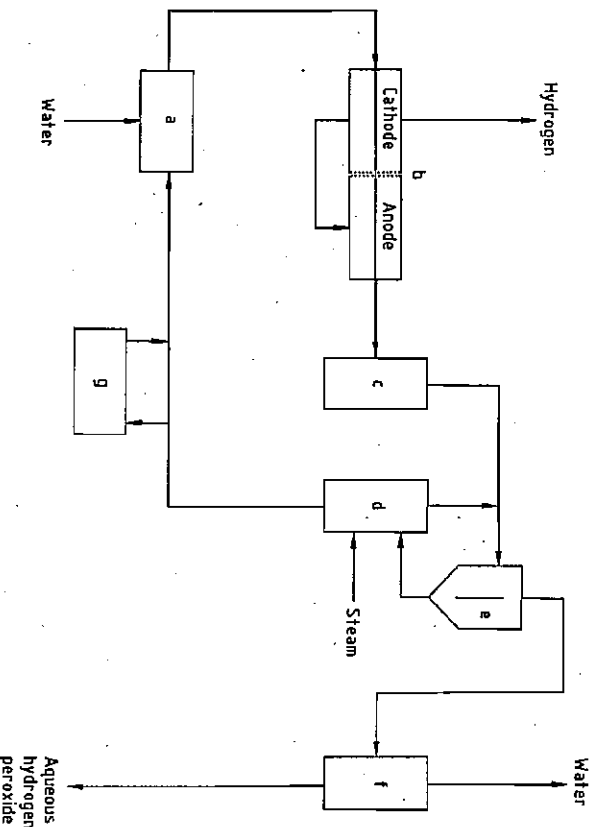 Hydrogen
Cathode
b
Anode
a
Water
c
g
d
Steam
e
f
Water
Aqueous
hydrogen
peroxide